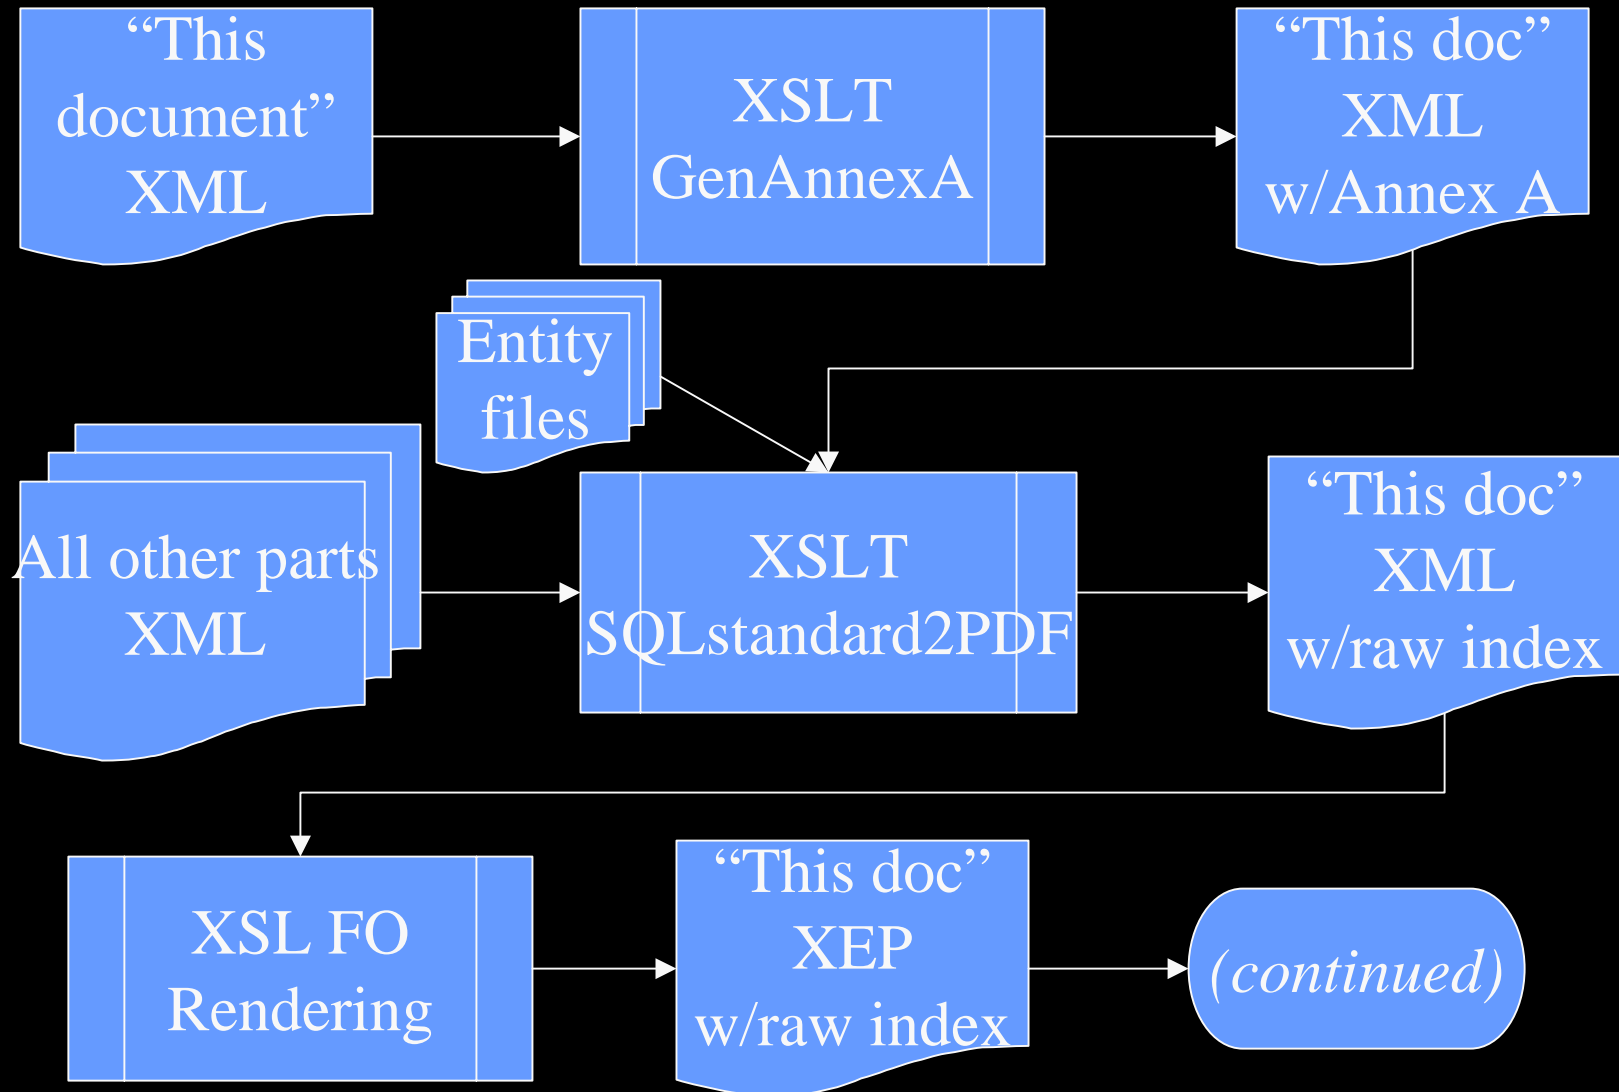 “This
document”
XML
XSLT
GenAnnexA
“This doc”
XML
w/Annex A
Entity
files
All other parts
XML
XSLT
SQLstandard2PDF
“This doc”
XML
w/raw index
XSL FO
Rendering
“This doc”
XEP
w/raw index
(continued)